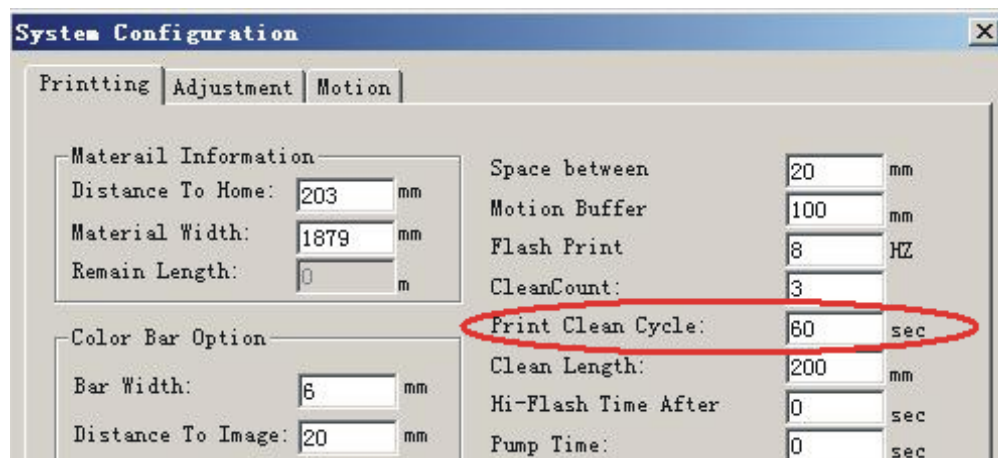 System Configuration
Printting Adjustment Motion
Materail Information
Distance To Home: 203 mm
Material Width: 1879 mm
Remain Length: 0 m
Color Bar Option
Bar Width: 6 mm
Distance To Image: 20 mm
Space between 20 mm
Motion Buffer 100 mm
Flash Print 8 HZ
CleanCount: 3
Print Clean Cycle: 60 sec
Clean Length: 200 mm
Hi-Flash Time After 0 sec
Pump Time: 0 sec